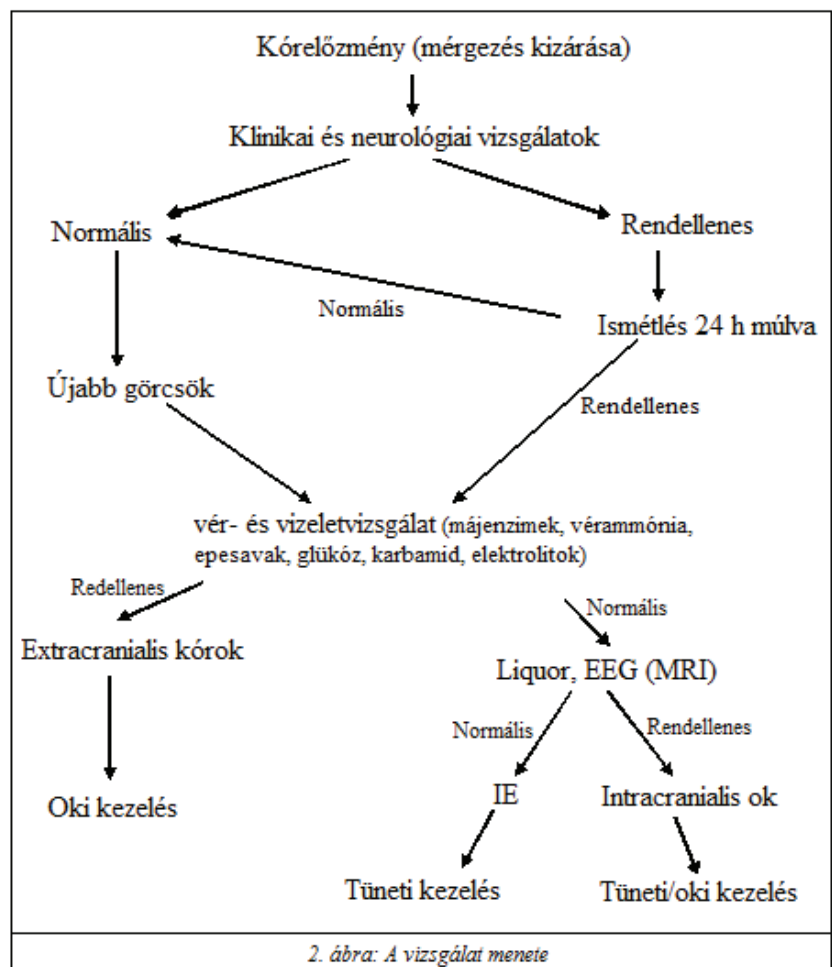 Kórelőzmény (mérgezés kizárása)
Klinikai és neurológiai vizsgálatok
Normális
Rendellenes
Normális
Ismétlés 24 h múlva
Újabb görcsök
Rendellenes
vér- és vizeletvizsgálat (májenzimek, vérammónia,
epesavak, glükóz, karbamid, elektrolitok)
Redellenes
Normális
Extracranialis kórok
Liquor, EEG (MRI)
Normális
Rendellenes
IE
Intracranialis ok
Oki kezelés
Tüneti kezelés
Tüneti/oki kezelés
2. ábra: A vizsgálat menete